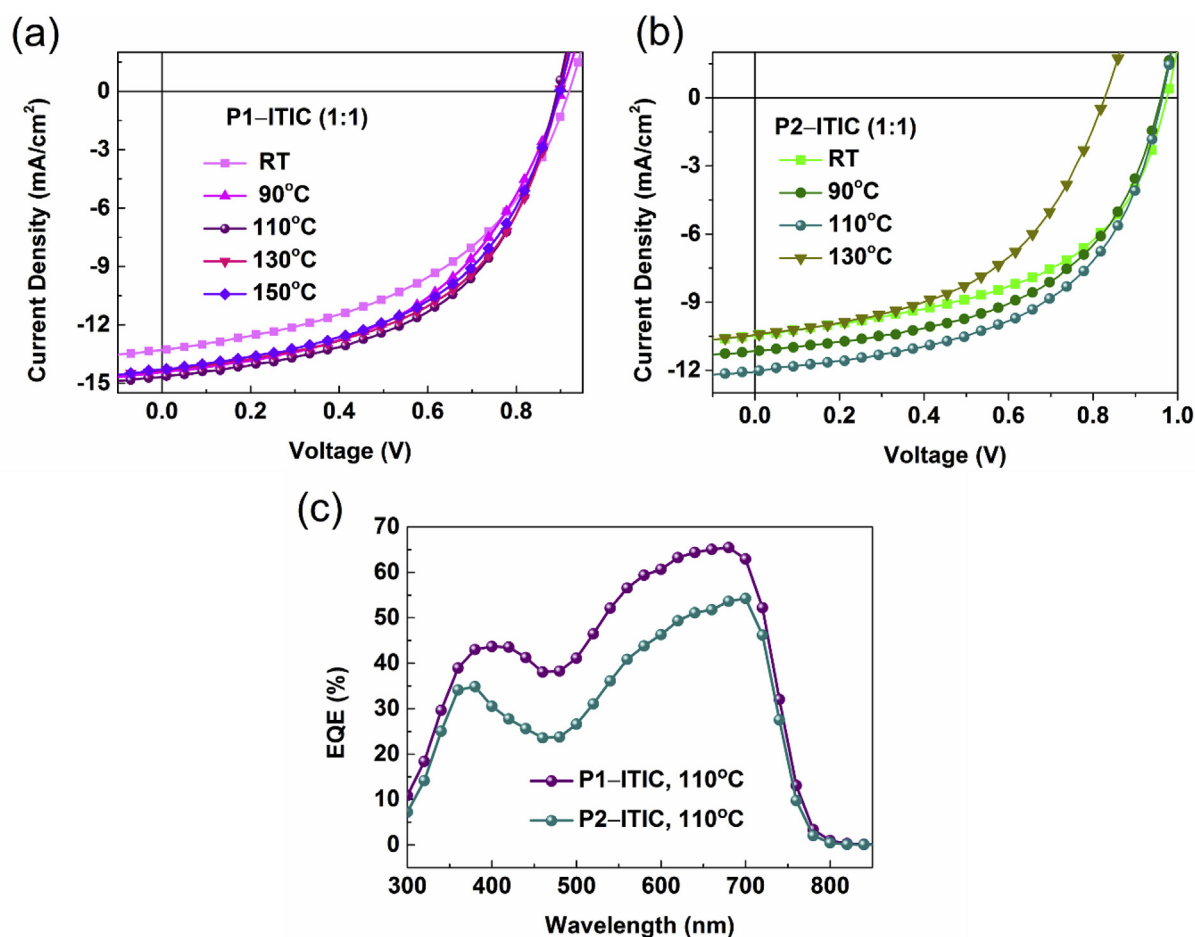 (a)
0
-3
-6
-9
-12
-15
Current Density (mA/cm²)
P1–ITIC (1:1)
RT
90°C
110°C
130°C
150°C
0.0 0.2 0.4 0.6 0.8
Voltage (V)
(b)
0
-3
-6
-9
-12
Current Density (mA/cm²)
P2–ITIC (1:1)
RT
90°C
110°C
130°C
0.0 0.2 0.4 0.6 0.8 1.0
Voltage (V)
(c)
70
60
50
40
30
20
10
0
EQE (%)
P1–ITIC, 110°C
P2–ITIC, 110°C
300 400 500 600 700 800
Wavelength (nm)